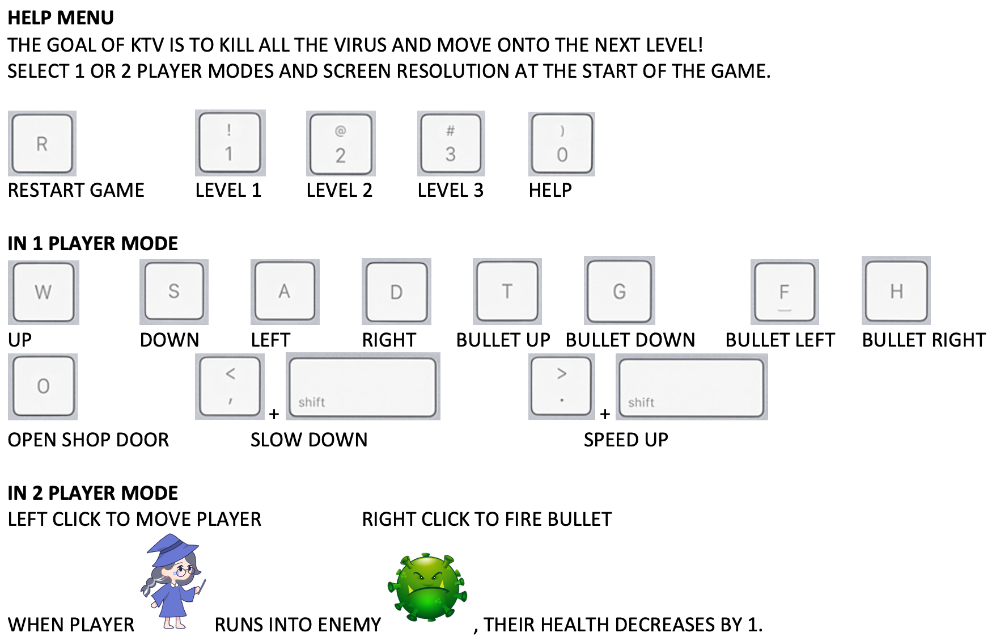 HELP MENU
THE GOAL OF KTV IS TO KILL ALL THE VIRUS AND MOVE ONTO THE NEXT LEVEL!
SELECT 1 OR 2 PLAYER MODES AND SCREEN RESOLUTION AT THE START OF THE GAME.
R ! @ # )
1 2 3 0
RESTART GAME LEVEL 1 LEVEL 2 LEVEL 3 HELP
IN 1 PLAYER MODE
W S A D T G F H
UP DOWN LEFT RIGHT BULLET UP BULLET DOWN BULLET LEFT BULLET RIGHT
O < >
, + shift . + shift
OPEN SHOP DOOR SLOW DOWN SPEED UP
IN 2 PLAYER MODE
LEFT CLICK TO MOVE PLAYER RIGHT CLICK TO FIRE BULLET
WHEN PLAYER RUNS INTO ENEMY , THEIR HEALTH DECREASES BY 1.